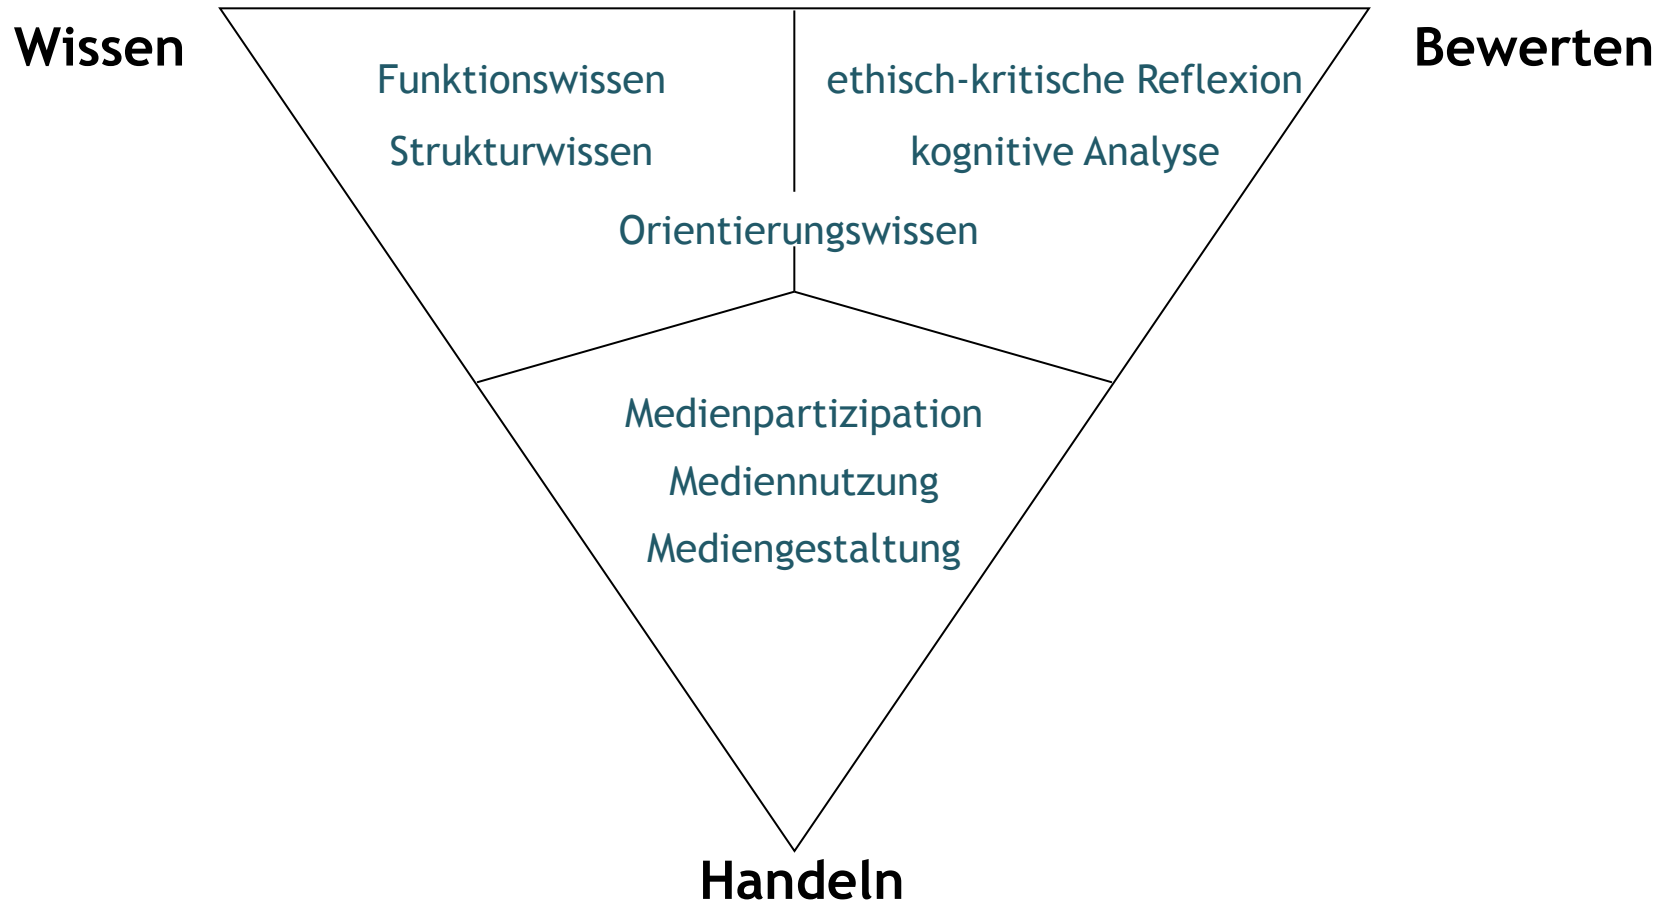 Wissen
Bewerten
Funktionswissen
ethisch-kritische Reflexion
Strukturwissen
kognitive Analyse
Orientierungswissen
Medienpartizipation
Mediennutzung
Mediengestaltung
Handeln